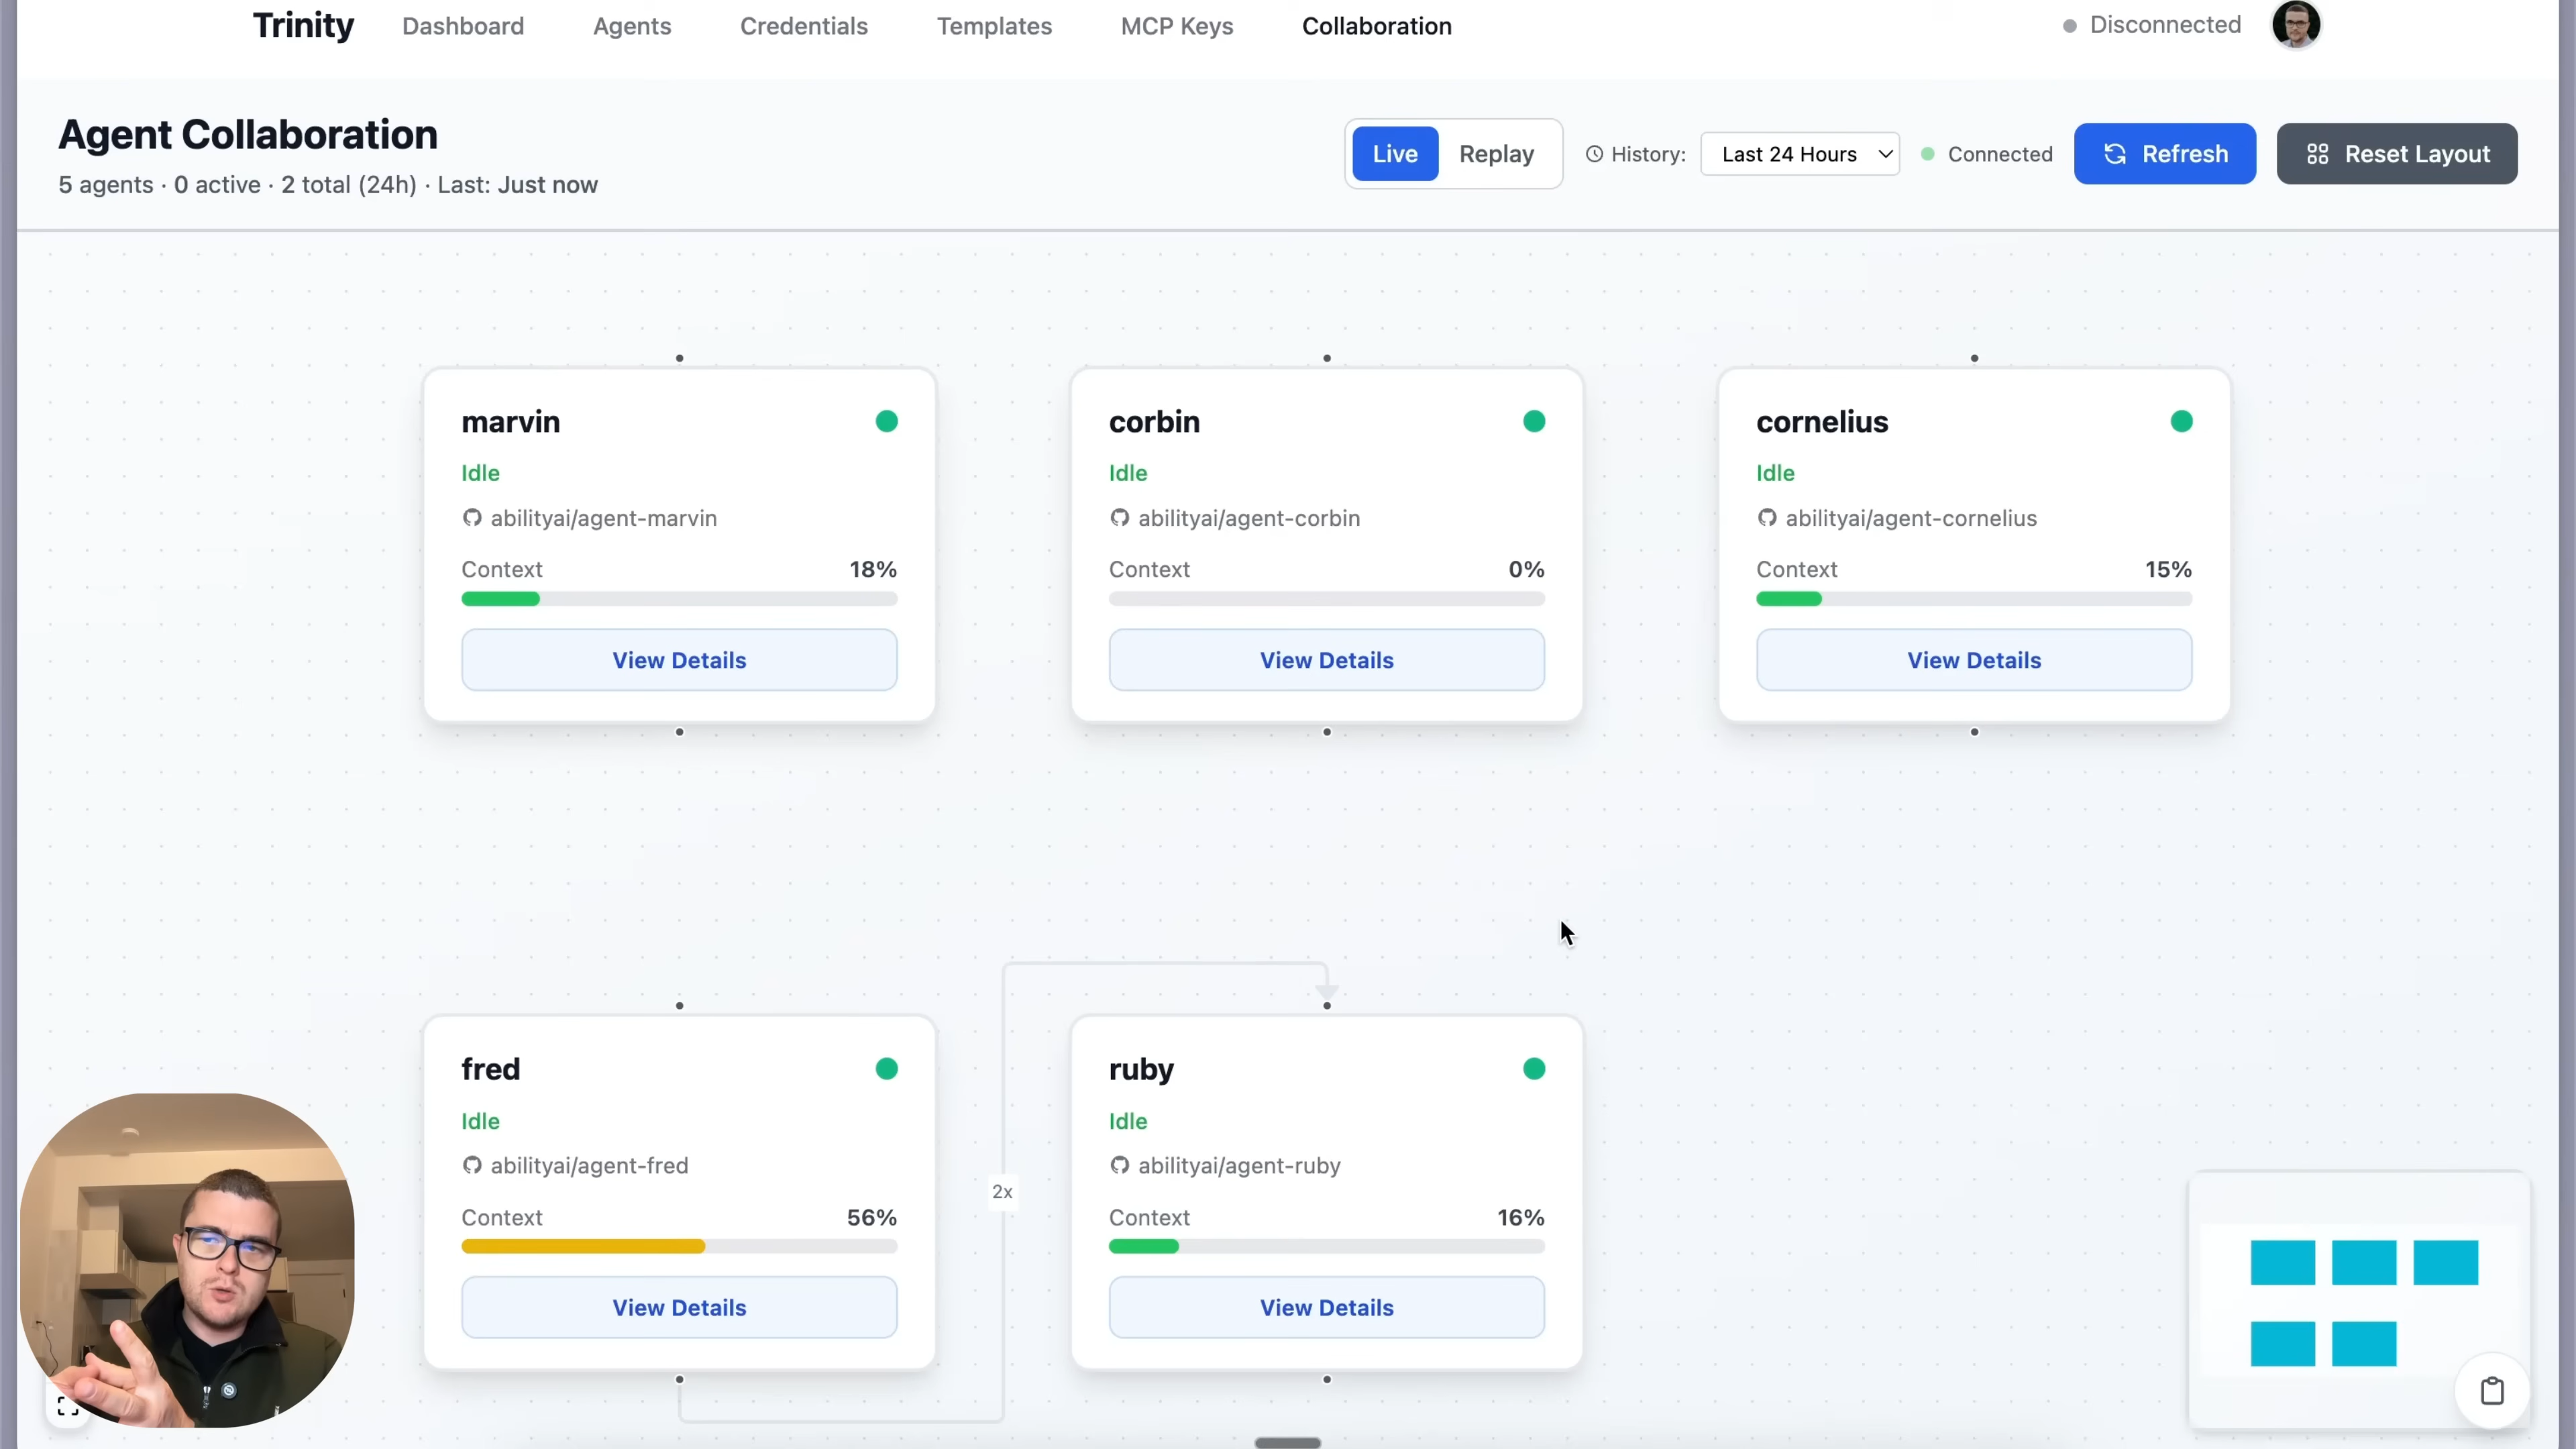 Trinity Dashboard Agents Credentials Templates MCP Keys Collaboration Disconnected
Agent Collaboration
5 agents · 0 active · 2 total (24h) · Last: Just now
Live Replay History: Last 24 Hours Connected Refresh Reset Layout
marvin
Idle
abilityai/agent-marvin
Context 18%
View Details
corbin
Idle
abilityai/agent-corbin
Context 0%
View Details
cornelius
Idle
abilityai/agent-cornelius
Context 15%
View Details
fred
Idle
abilityai/agent-fred
Context 56%
View Details
2x
ruby
Idle
abilityai/agent-ruby
Context 16%
View Details